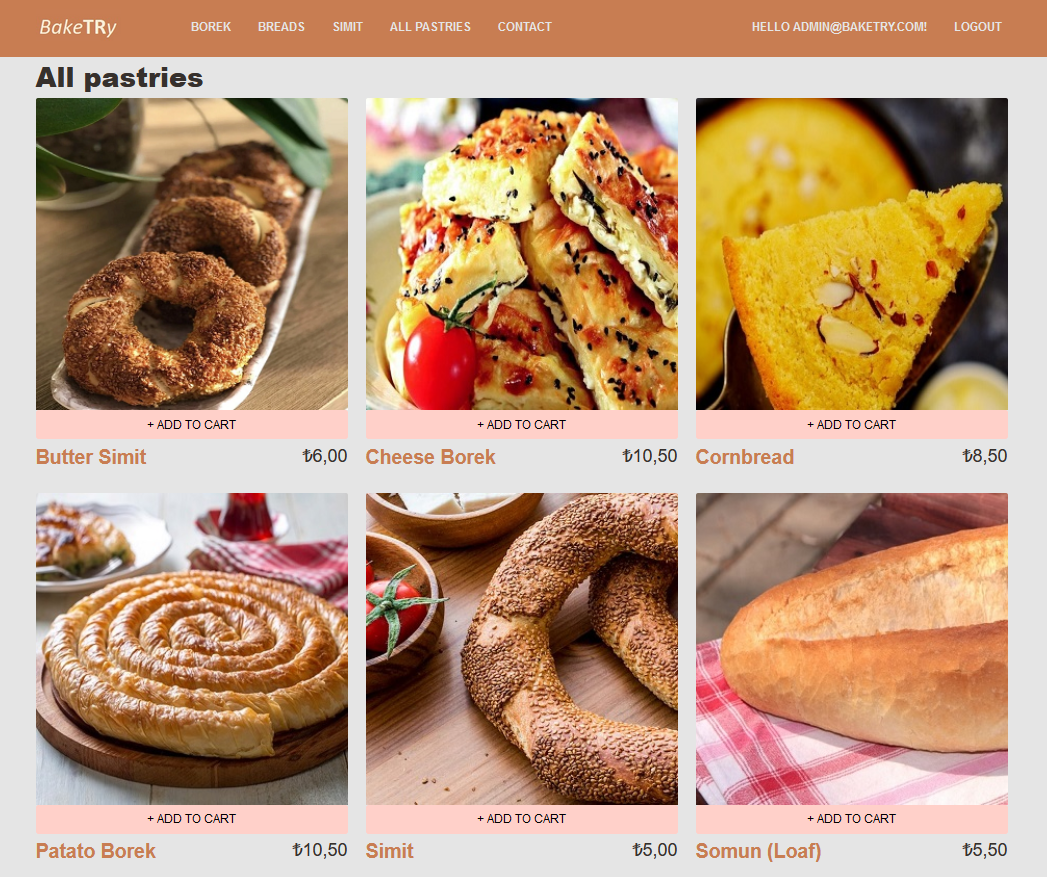 BakeTRy BOREK BREADS SIMIT ALL PASTRIES CONTACT HELLO ADMIN@BAKETRY.COM! LOGOUT
All pastries
+ ADD TO CART + ADD TO CART + ADD TO CART
Butter Simit ₺6,00 Cheese Borek ₺10,50 Cornbread ₺8,50
+ ADD TO CART + ADD TO CART + ADD TO CART
Patato Borek ₺10,50 Simit ₺5,00 Somun (Loaf) ₺5,50